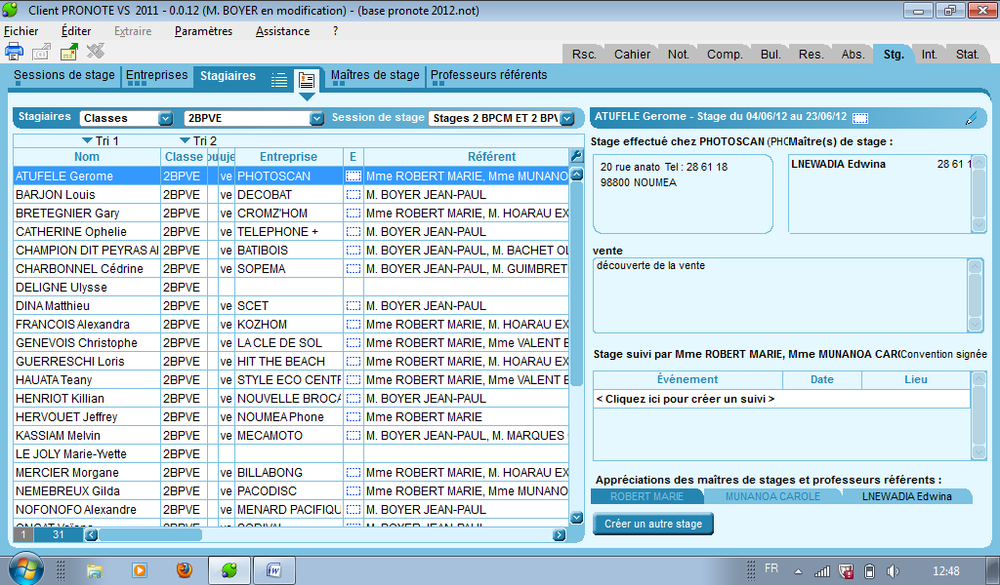 Client PRONOTE VS 2011 - 0.0.12 (M. BOYER en modification) - (base pronote 2012.not)
Fichier Éditer Extraire Paramètres Assistance ?
Rsc. Cahier Not. Comp. Bul. Res. Abs. Stg. Int. Stat.
Sessions de stage Entreprises Stagiaires Maîtres de stage Professeurs référents
Stagiaires Classes 2BPVE Session de stage Stages 2 BPCM ET 2 BPV
Tri 1 Tri 2
Nom Classe Entreprise E Référent
ATUFELE Gerome 2BPVE ve PHOTOSCAN Mme ROBERT MARIE, Mme MUNANO
BARJON Louis 2BPVE ve DECOBAT M. BOYER JEAN-PAUL
BRETEGNIER Gary 2BPVE ve CROMZ'HOM Mme ROBERT MARIE, M. HOARAU EX
CATHERINE Ophelie 2BPVE ve TELEPHONE + M. BOYER JEAN-PAUL
CHAMPION DIT PEYRAS Al 2BPVE ve BATIBOIS M. BOYER JEAN-PAUL, M. BACHET OL
CHARBONNEL Cédrine 2BPVE ve SOPEMA M. BOYER JEAN-PAUL, M. GUIMBRET
DELIGNE Ulysse 2BPVE
DINA Matthieu 2BPVE ve SCET M. BOYER JEAN-PAUL
FRANCOIS Alexandra 2BPVE ve KOZHOM Mme ROBERT MARIE, M. HOARAU EX
GENEVOIS Christophe 2BPVE ve LA CLE DE SOL Mme ROBERT MARIE, Mme VALENT E
GUERRESCHI Loris 2BPVE ve HIT THE BEACH Mme ROBERT MARIE, M. HOARAU EX
HAUATA Teany 2BPVE ve STYLE ECO CENTR Mme ROBERT MARIE, Mme VALENT E
HENRIOT Killian 2BPVE ve NOUVELLE BROCA M. BOYER JEAN-PAUL
HERVOUET Jeffrey 2BPVE ve NOUMEA Phone Mme ROBERT MARIE
KASSIAM Melvin 2BPVE ve MECAMOTO M. BOYER JEAN-PAUL, M. MARQUES
LE JOLY Marie-Yvette 2BPVE
MERCIER Morgane 2BPVE ve BILLABONG Mme ROBERT MARIE, M. HOARAU EX
NEMEBREUX Gilda 2BPVE ve PACODISC Mme ROBERT MARIE, Mme MUNANO
NOFONOFO Alexandre 2BPVE ve MENARD PACIFIQU M. BOYER JEAN-PAUL
1 31
ATUFELE Gerome - Stage du 04/06/12 au 23/06/12
Stage effectué chez PHOTOSCAN (PHC Maître(s) de stage :
20 rue anato Tel : 28 61 18
98800 NOUMEA
LNEWADIA Edwina 28 61 1
vente
découverte de la vente
Stage suivi par Mme ROBERT MARIE, Mme MUNANOA CAR Convention signée
Événement Date Lieu
< Cliquez ici pour créer un suivi >
Appréciations des maîtres de stages et professeurs référents :
ROBERT MARIE MUNANOA CAROLE LNEWADIA Edwina
Créer un autre stage
FR 12:48